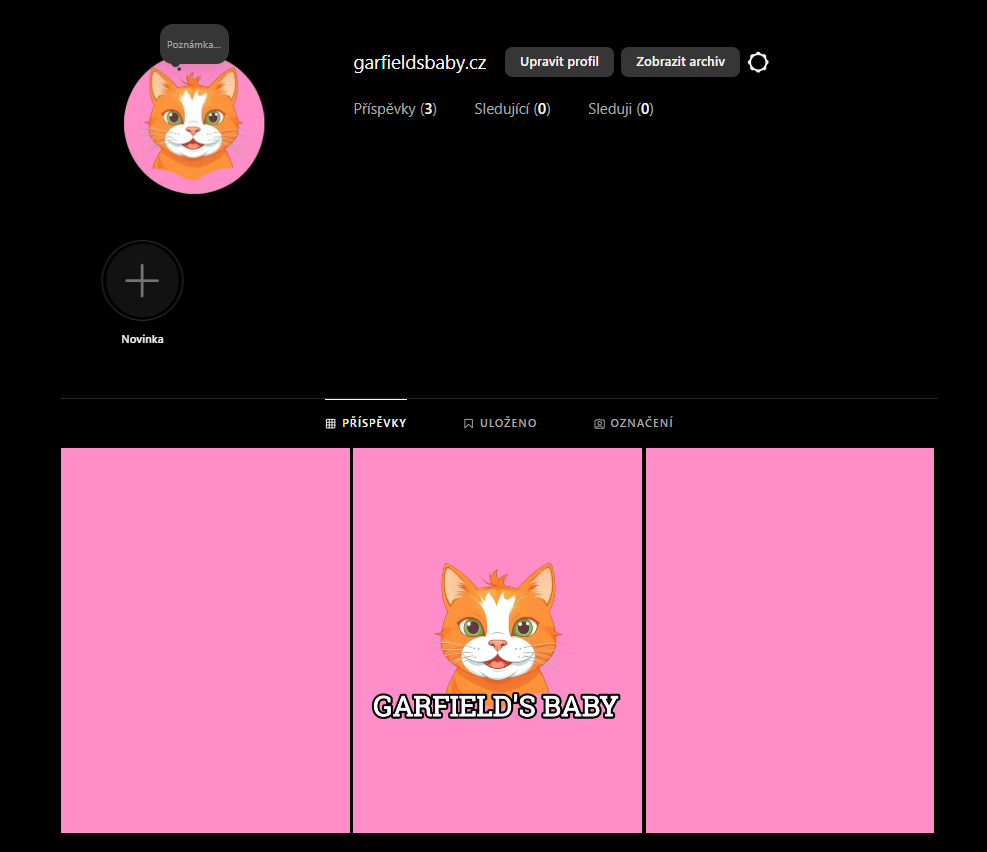 Poznámka...
garfieldsbaby.cz Upravit profil Zobrazit archiv
Příspěvky (3) Sledující (0) Sleduji (0)
Novinka
PŘÍSPĚVKY ULOŽENO OZNAČENÍ
GARFIELD'S BABY